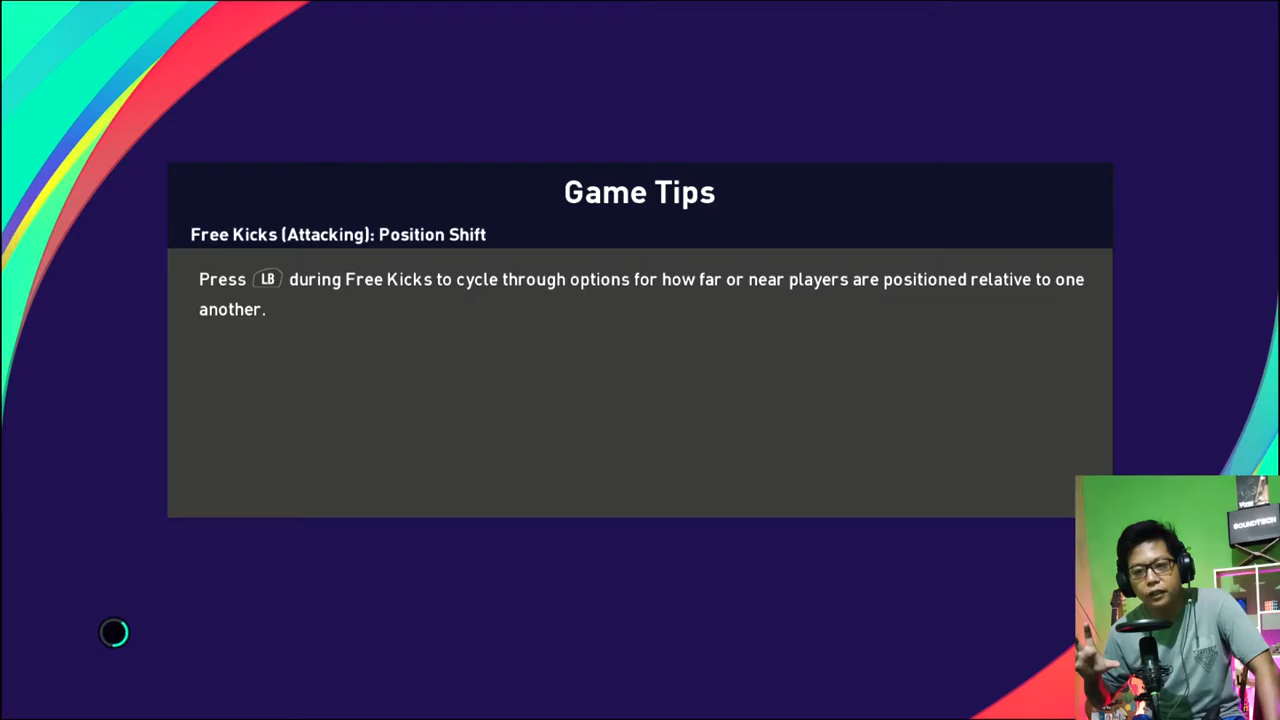 Game Tips
Free Kicks (Attacking): Position Shift
Press LB during Free Kicks to cycle through options for how far or near players are positioned relative to one
another.
SOUNDTECH